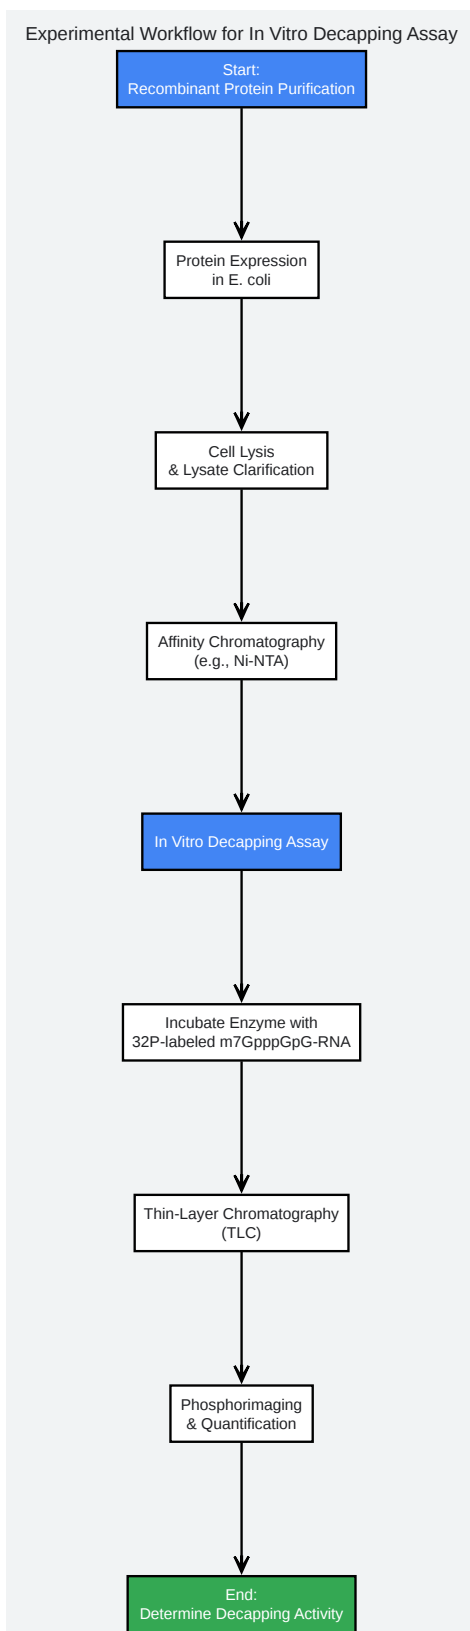 Experimental Workflow for In Vitro Decapping Assay
Start:
Recombinant Protein Purification
Protein Expression
in E. coli
Cell Lysis
& Lysate Clarification
Affinity Chromatography
(e.g., Ni-NTA)
In Vitro Decapping Assay
Incubate Enzyme with
32P-labeled m7GpppGpG-RNA
Thin-Layer Chromatography
(TLC)
Phosphorimaging
& Quantification
End:
Determine Decapping Activity